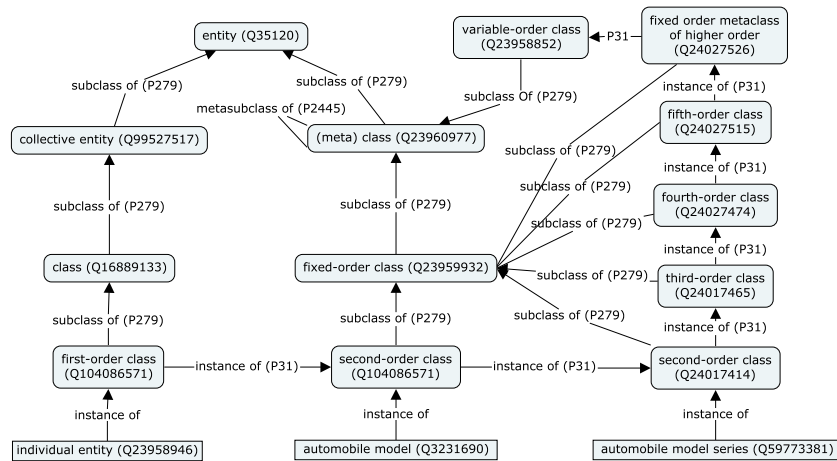 entity (Q35120)
variable-order class
(Q23958852)
P31
fixed order metaclass
of higher order
(Q24027526)
subclass of (P279)
subclass of (P279)
metasubclass of (P2445)
subclass Of (P279)
instance of (P31)
collective entity (Q99527517)
(meta) class (Q23960977)
fifth-order class
(Q24027515)
subclass of (P279)
instance of (P31)
subclass of (P279)
fourth-order class
(Q24027474)
subclass of (P279)
subclass of (P279)
subclass of (P279)
instance of (P31)
class (Q16889133)
fixed-order class (Q23959932)
subclass of (P279)
third-order class
(Q24017465)
subclass of (P279)
subclass of (P279)
subclass of (P279)
instance of (P31)
first-order class
(Q104086571)
instance of (P31)
second-order class
(Q104086571)
instance of (P31)
second-order class
(Q24017414)
instance of
instance of
instance of
individual entity (Q23958946)
automobile model (Q3231690)
automobile model series (Q59773381)